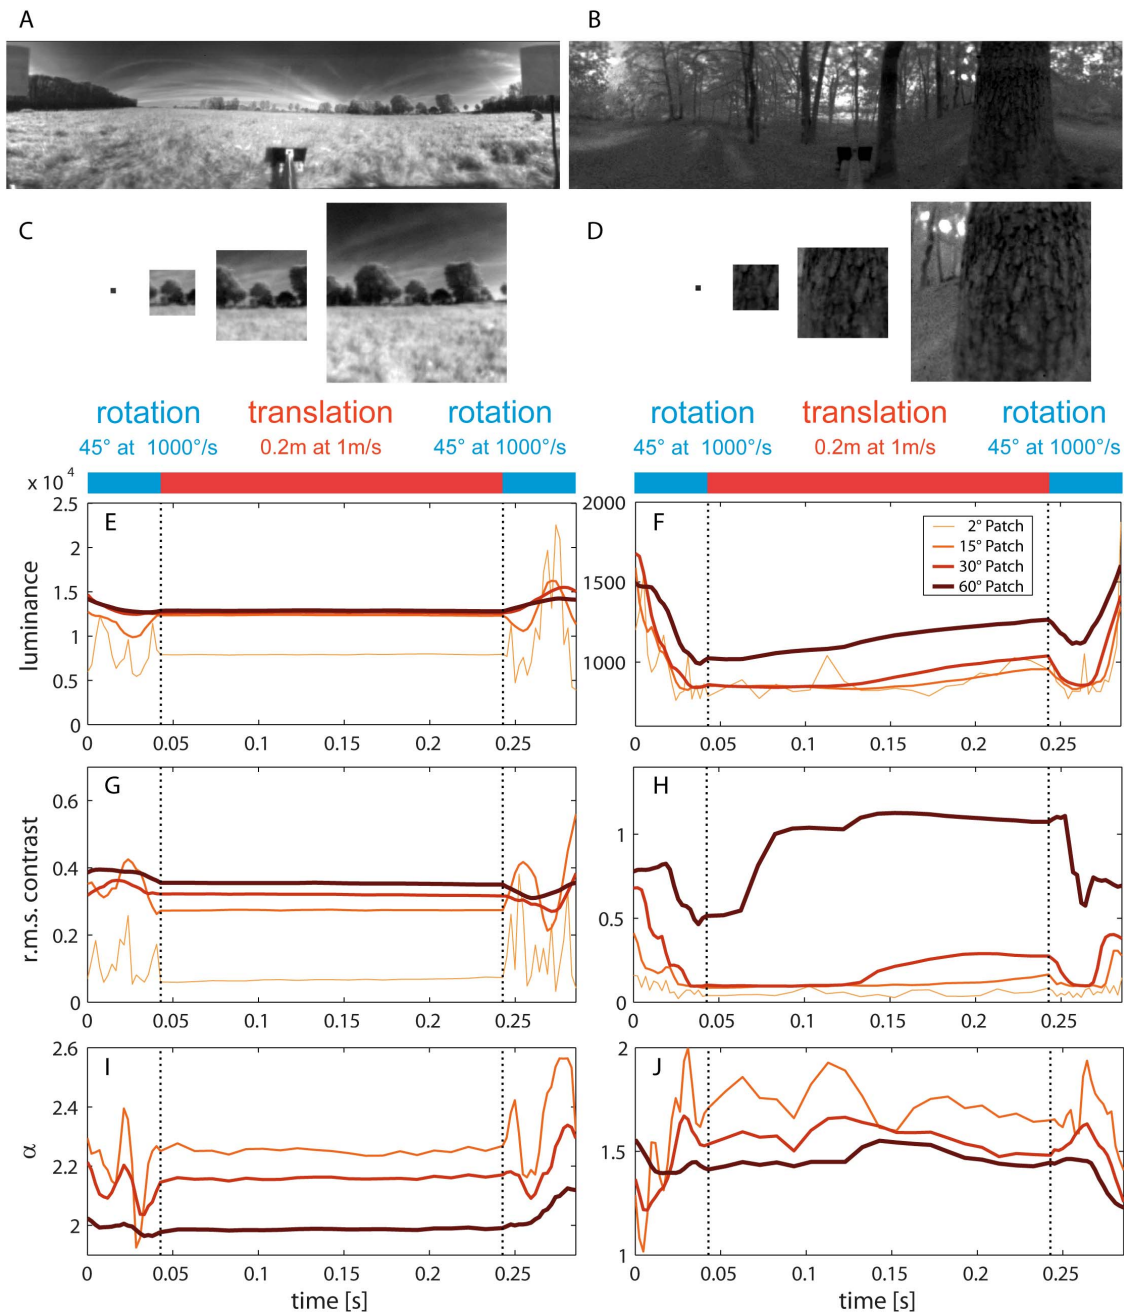 A
B
C
D
rotation translation rotation
45° at 1000°/s 0.2m at 1m/s 45° at 1000°/s
rotation translation rotation
45° at 1000°/s 0.2m at 1m/s 45° at 1000°/s
x 10 4
E
2.5
2
1.5
1
0.5
0
luminance
0 0.05 0.1 0.15 0.2 0.25
F
2000
1500
1000
2° Patch
15° Patch
30° Patch
60° Patch
0 0.05 0.1 0.15 0.2 0.25
G
0.6
0.4
0.2
0
r.m.s. contrast
0 0.05 0.1 0.15 0.2 0.25
H
1
0.5
0
0 0.05 0.1 0.15 0.2 0.25
I
2.6
2.4
2.2
2
α
0 0.05 0.1 0.15 0.2 0.25
time [s]
J
2
1.5
1
0 0.05 0.1 0.15 0.2 0.25
time [s]